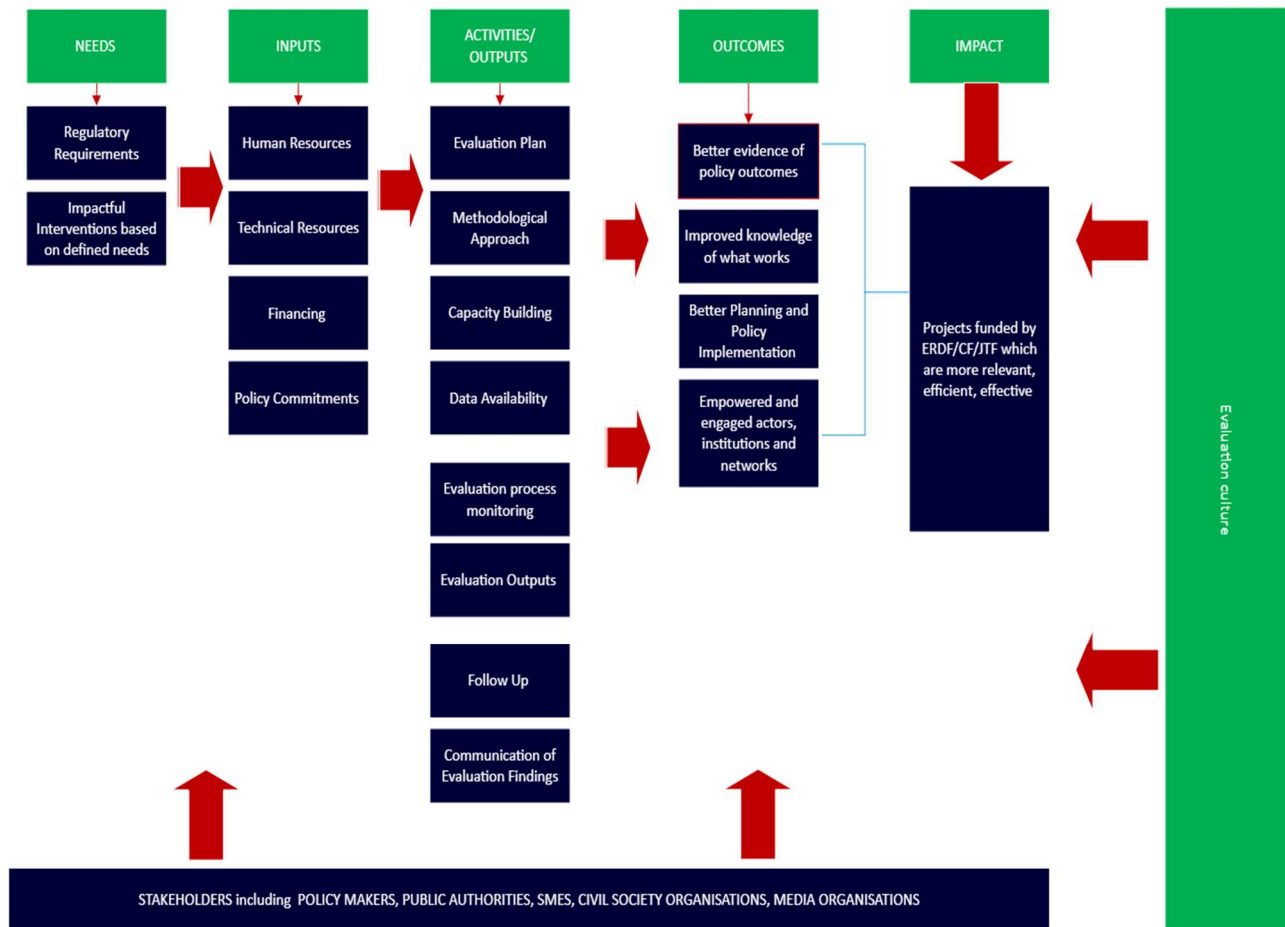 NEEDS
INPUTS
ACTIVITIES/
OUTPUTS
OUTCOMES
IMPACT
Regulatory
Requirements
Impactful
Interventions based
on defined needs
Human Resources
Technical Resources
Financing
Policy Commitments
Evaluation Plan
Methodological
Approach
Capacity Building
Data Availability
Evaluation process
monitoring
Evaluation Outputs
Follow Up
Communication of
Evaluation Findings
Better evidence of
policy outcomes
Improved knowledge
of what works
Better Planning and
Policy
Implementation
Empowered and
engaged actors,
institutions and
networks
Projects funded by
ERDF/CF/JTF which
are more relevant,
efficient, effective
Evaluation culture
STAKEHOLDERS including POLICY MAKERS, PUBLIC AUTHORITIES, SMES, CIVIL SOCIETY ORGANISATIONS, MEDIA ORGANISATIONS